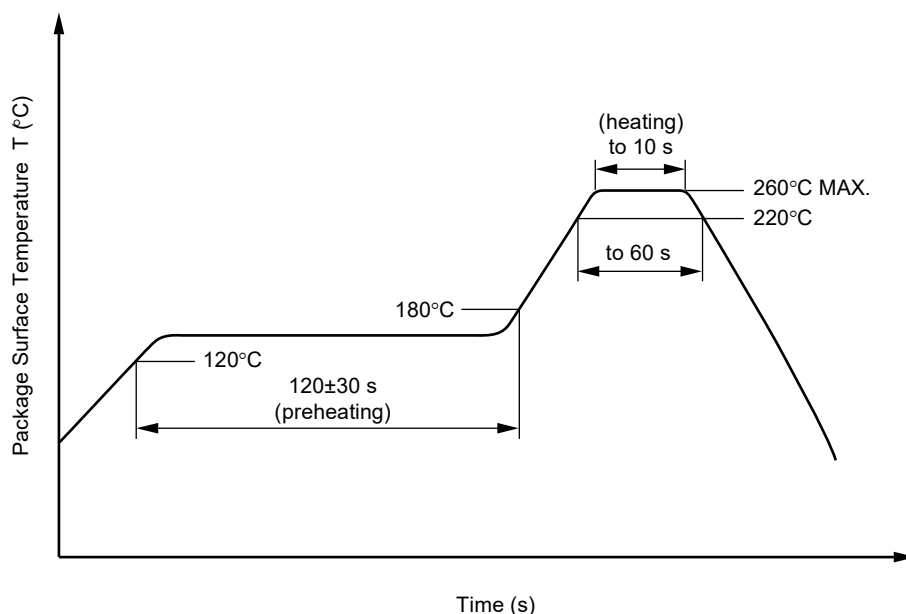 Package Surface Temperature T (°C)
(heating)
to 10 s
260°C MAX.
220°C
to 60 s
180°C
120°C
120±30 s
(preheating)
Time (s)